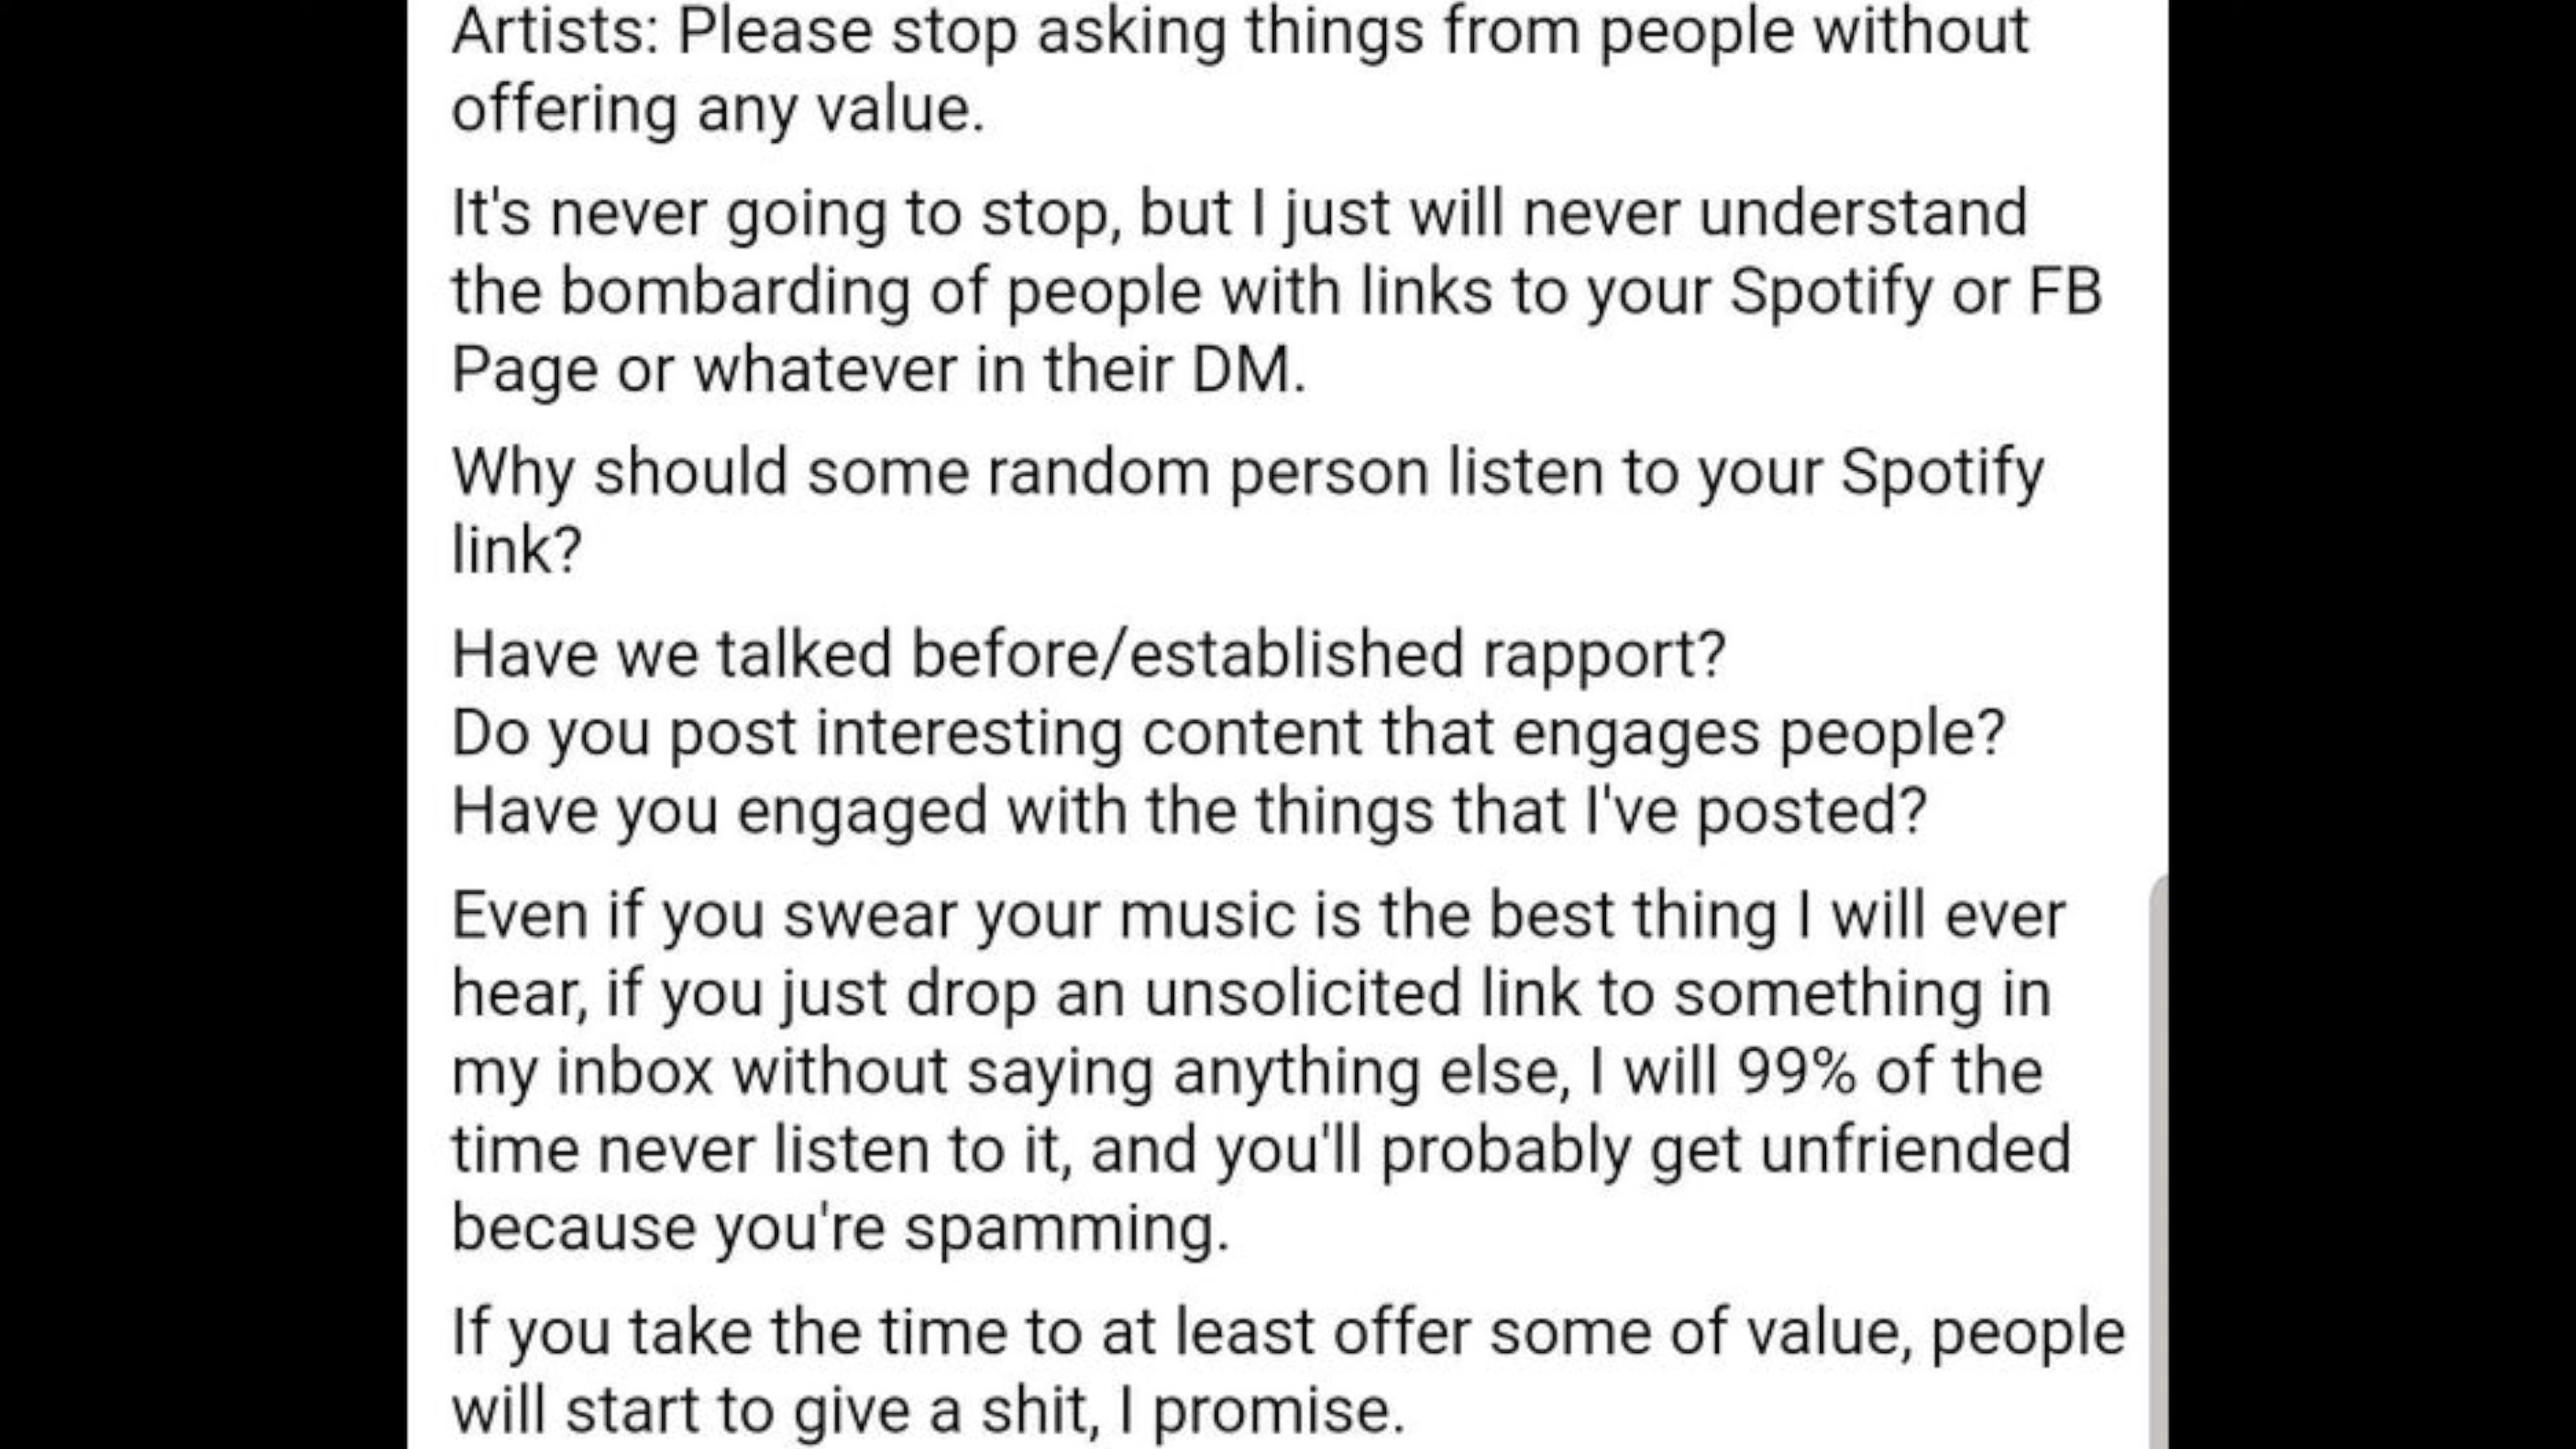 Artists: Please stop asking things from people without
offering any value.
It's never going to stop, but I just will never understand
the bombarding of people with links to your Spotify or FB
Page or whatever in their DM.
Why should some random person listen to your Spotify
link?
Have we talked before/established rapport?
Do you post interesting content that engages people?
Have you engaged with the things that I've posted?
Even if you swear your music is the best thing I will ever
hear, if you just drop an unsolicited link to something in
my inbox without saying anything else, I will 99% of the
time never listen to it, and you'll probably get unfriended
because you're spamming.
If you take the time to at least offer some of value, people
will start to give a shit, I promise.